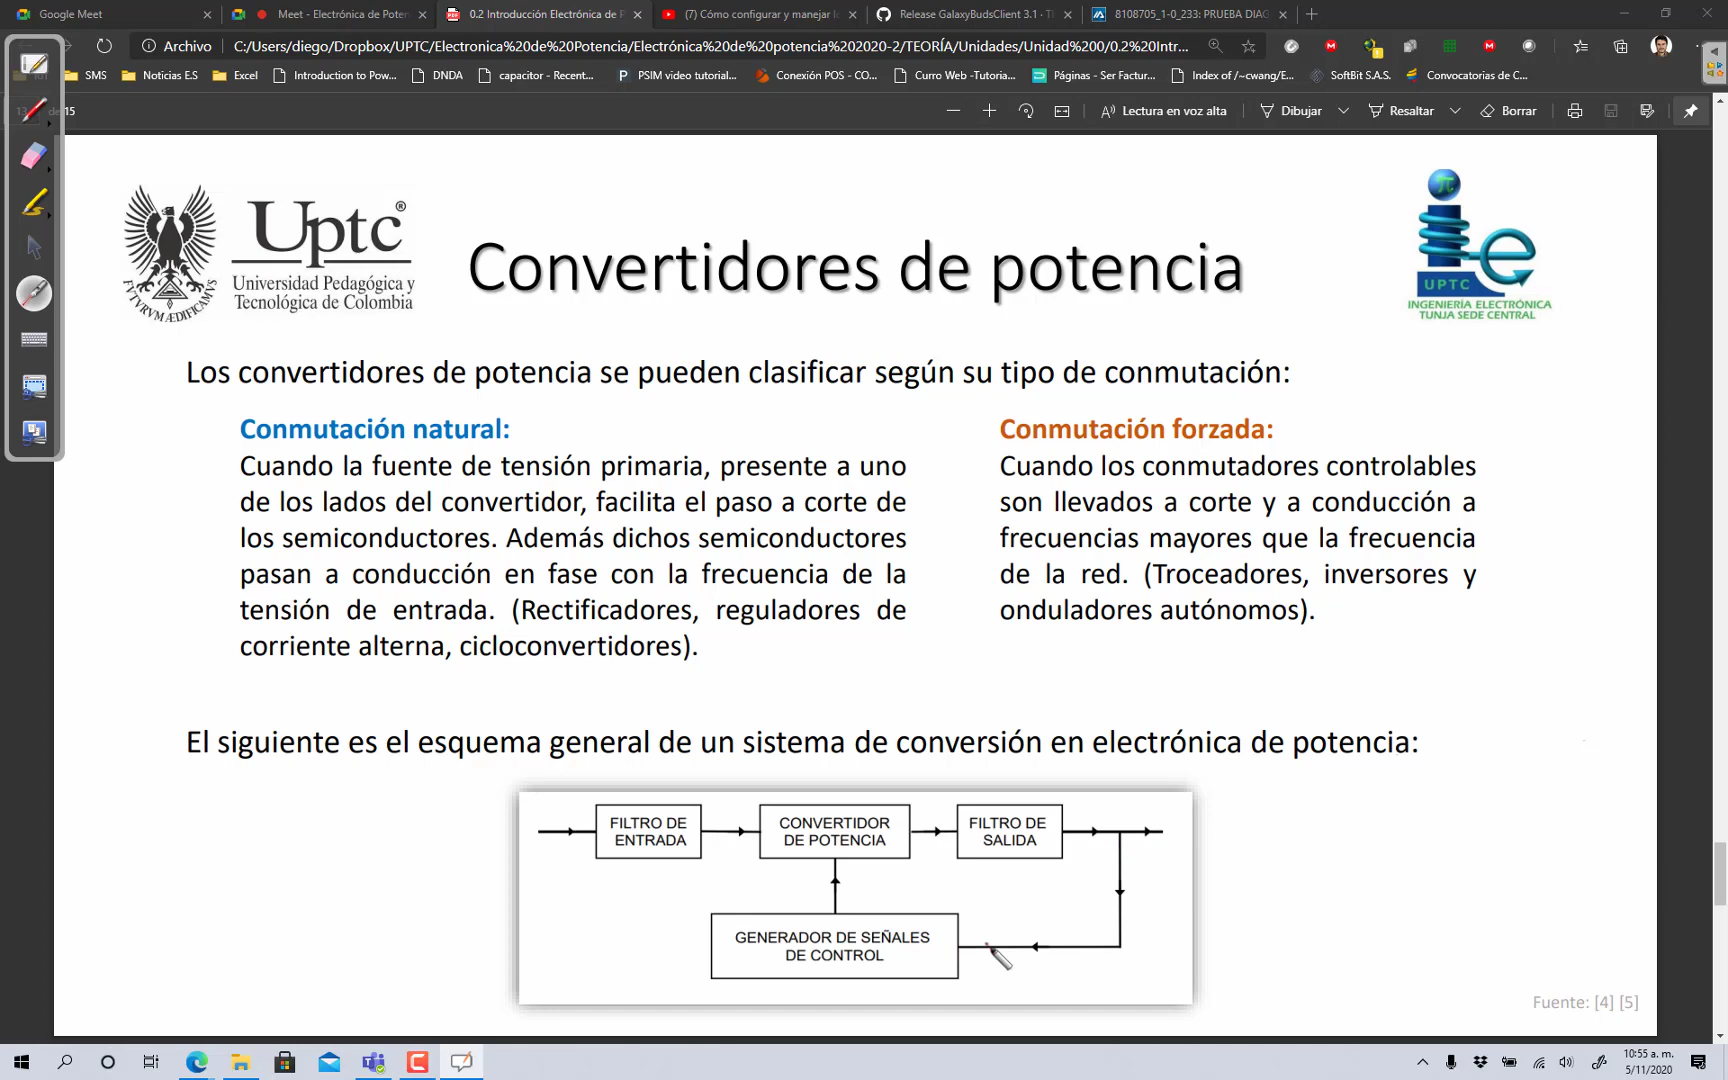 Google Meet
Meet - Electrónica de Poten
0.2 Introducción Electrónica de P
(7) Cómo configurar y manejar lo
Release GalaxyBudsClient 3.1 · Th
8108705_1-0_233: PRUEBA DIAG
Archivo
C:/Users/diego/Dropbox/UPTC/Electronica%20de%20Potencia/Electrónica%20de%20potencia%202020-2/TEORÍA/Unidades/Unidad%200/0.2%20Intr...
SMS
Noticias E.S
Excel
Introduction to Pow...
DNDA
capacitor - Recent...
PSIM video tutorial...
Conexión POS - CO...
Curro Web -Tutoria...
Páginas - Ser Factur...
Index of /~cwang/E...
SoftBit S.A.S.
Convocatorias de C...
13 de 15
Lectura en voz alta
Dibujar
Resaltar
Borrar
Uptc®
Universidad Pedagógica y
Tecnológica de Colombia
FVTVRVM ÆDIFICAMVS
Convertidores de potencia
π
UPTC
INGENIERÍA ELECTRÓNICA
TUNJA SEDE CENTRAL
Los convertidores de potencia se pueden clasificar según su tipo de conmutación:
Conmutación natural:
Cuando la fuente de tensión primaria, presente a uno
de los lados del convertidor, facilita el paso a corte de
los semiconductores. Además dichos semiconductores
pasan a conducción en fase con la frecuencia de la
tensión de entrada. (Rectificadores, reguladores de
corriente alterna, cicloconvertidores).
Conmutación forzada:
Cuando los conmutadores controlables
son llevados a corte y a conducción a
frecuencias mayores que la frecuencia
de la red. (Troceadores, inversores y
onduladores autónomos).
El siguiente es el esquema general de un sistema de conversión en electrónica de potencia:
FILTRO DE
ENTRADA
CONVERTIDOR
DE POTENCIA
FILTRO DE
SALIDA
GENERADOR DE SEÑALES
DE CONTROL
Fuente: [4] [5]
10:55 a. m.
5/11/2020